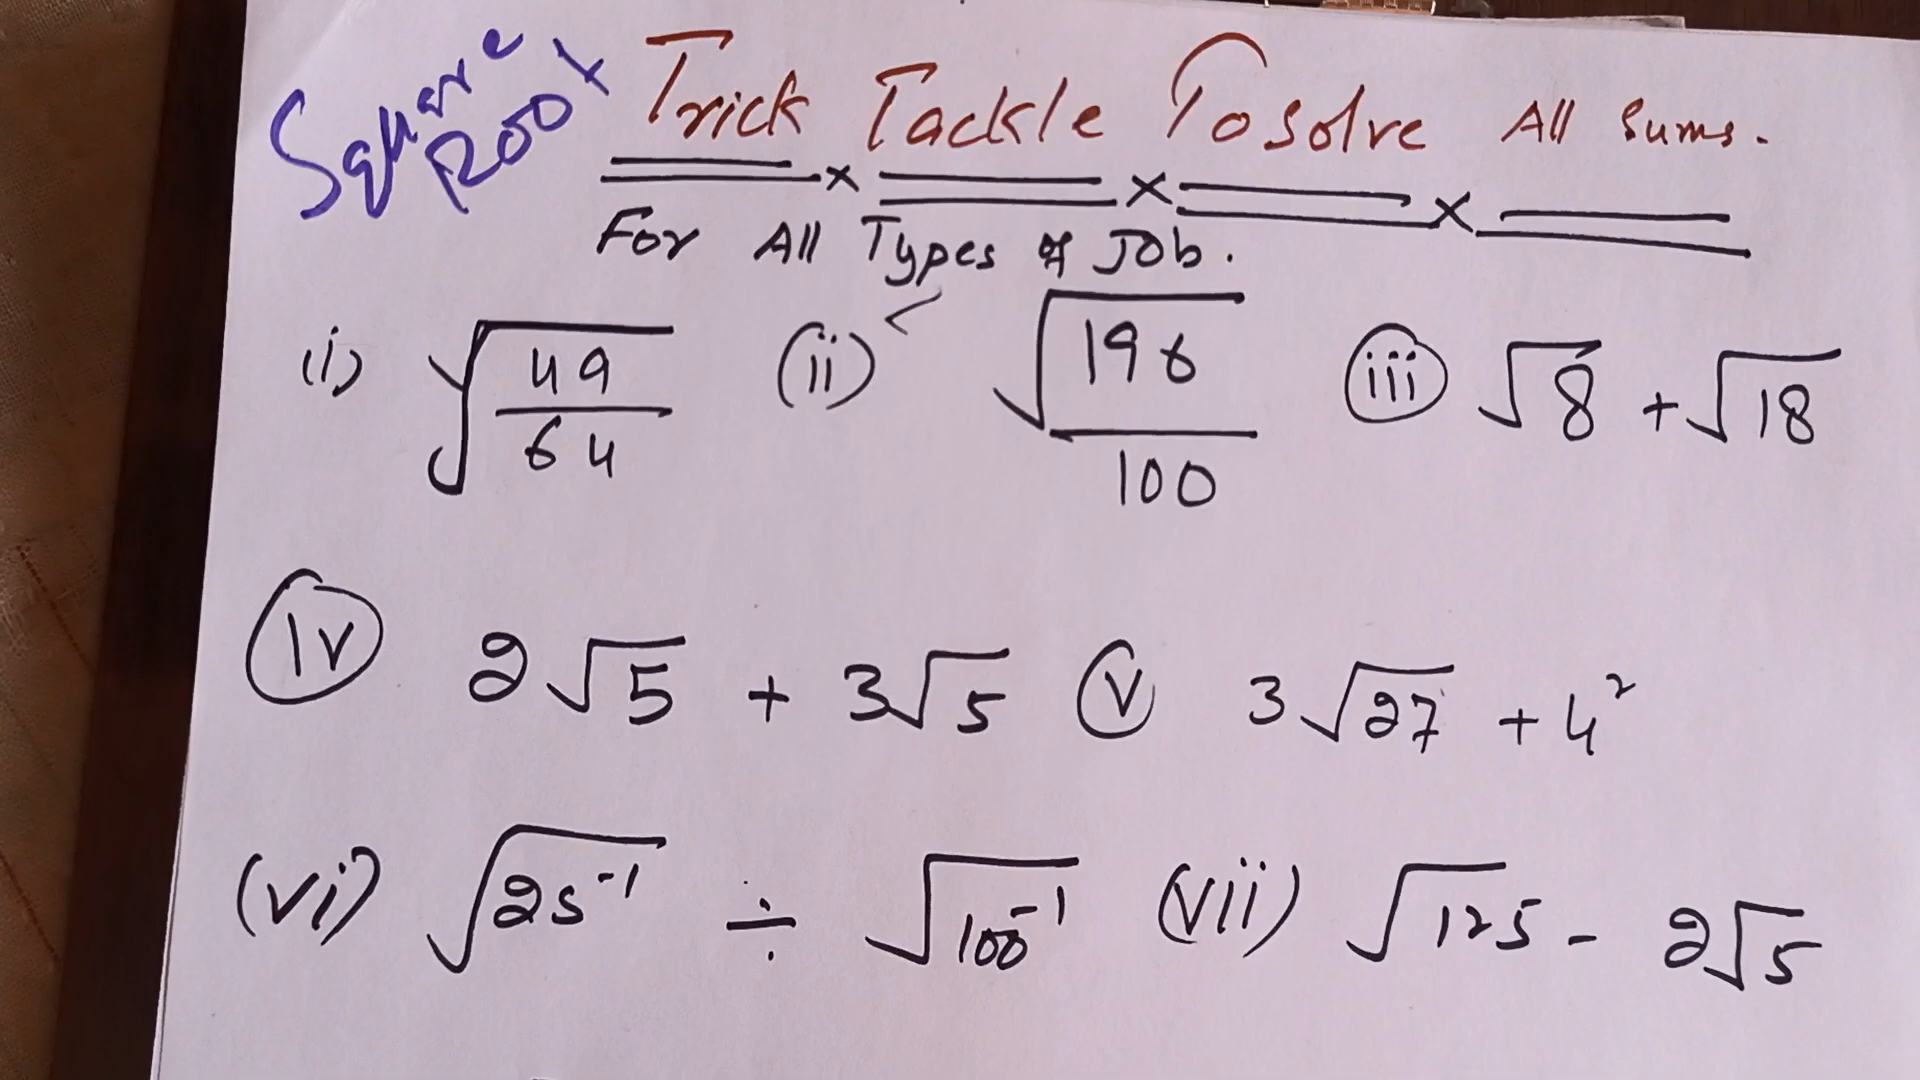 Square Root
Trick Tackle To solve All Sums.
For All Types of Job.
(i) √49/64 (ii) √196/100 (iii) √8 + √18
(iv) 2√5 + 3√5 (v) 3√27 + 4²
(vi) √25⁻¹ ÷ √100⁻¹ (vii) √125 - 2√5